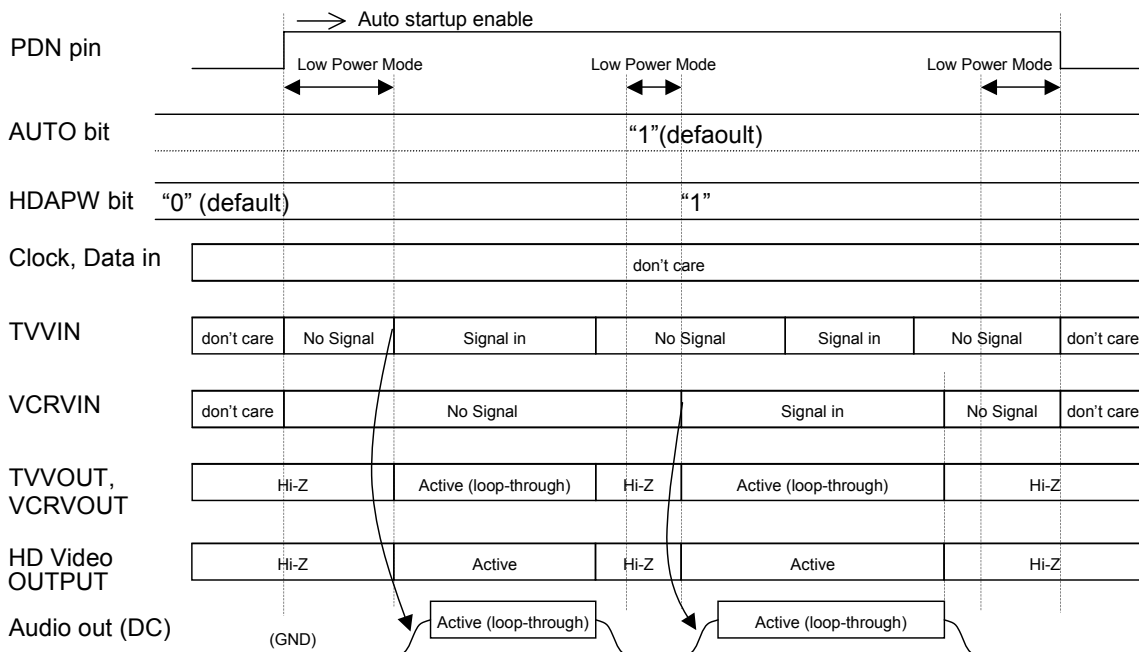 Auto startup enable
PDN pin
Low Power Mode Low Power Mode Low Power Mode
AUTO bit "1"(defaoult)
HDAPW bit "0" (default) "1"
Clock, Data in don't care
TVVIN don't care No Signal Signal in No Signal Signal in No Signal don't care
VCRVIN don't care No Signal Signal in No Signal don't care
TVVOUT,
VCRVOUT Hi-Z Active (loop-through) Hi-Z Active (loop-through) Hi-Z
HD Video
OUTPUT Hi-Z Active Hi-Z Active Hi-Z
Audio out (DC) (GND) Active (loop-through) Active (loop-through)